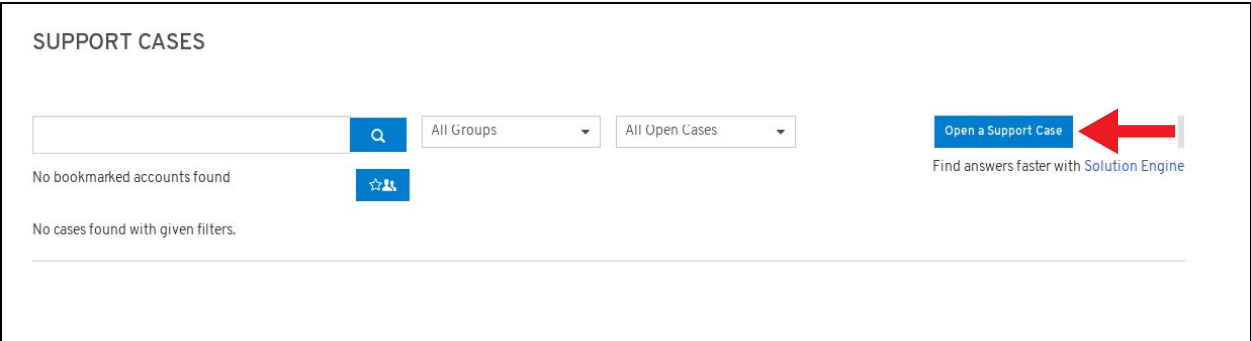 SUPPORT CASES
All Groups
All Open Cases
Open a Support Case
Find answers faster with Solution Engine
No bookmarked accounts found
No cases found with given filters.